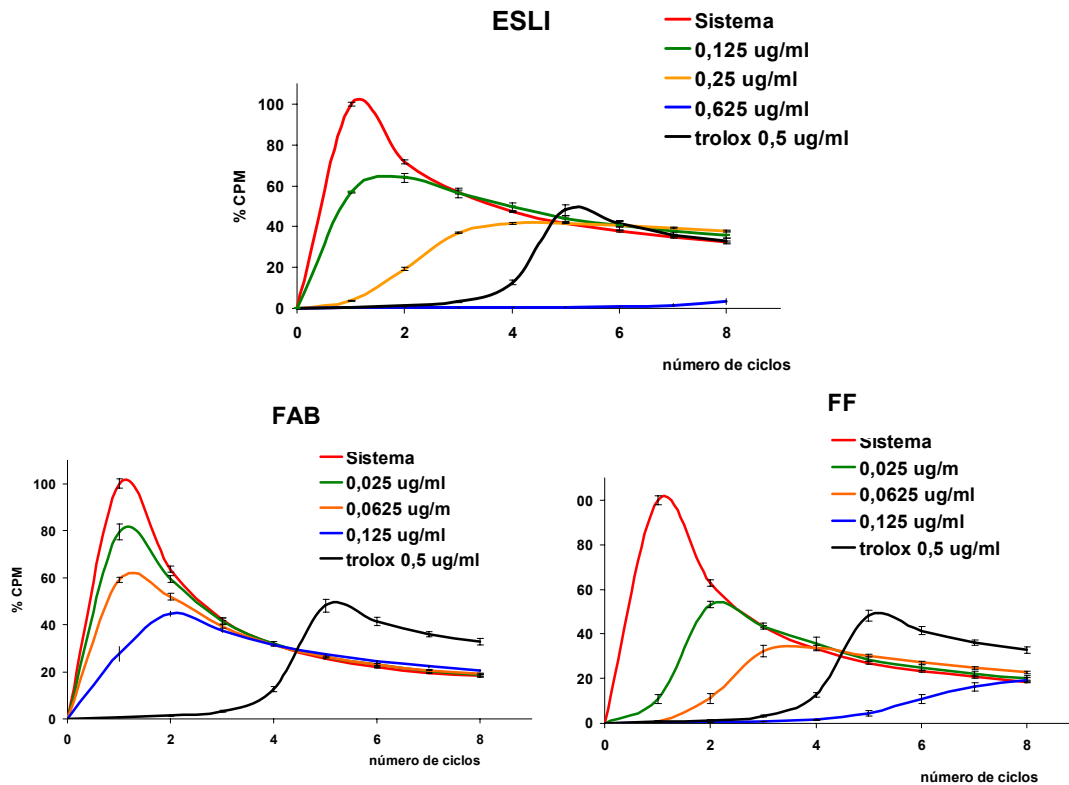 ESLI
Sistema
0,125 ug/ml
0,25 ug/ml
0,625 ug/ml
trolox 0,5 ug/ml
% CPM
100
80
60
40
20
0
0 2 4 6 8
número de ciclos
FAB
Sistema
0,025 ug/ml
0,0625 ug/m
0,125 ug/ml
trolox 0,5 ug/ml
% CPM
100
80
60
40
20
0
0 2 4 6 8
número de ciclos
FF
Sistema
0,025 ug/m
0,0625 ug/ml
0,125 ug/ml
trolox 0,5 ug/ml
00
80
60
40
20
0
0 2 4 6 8
número de ciclos